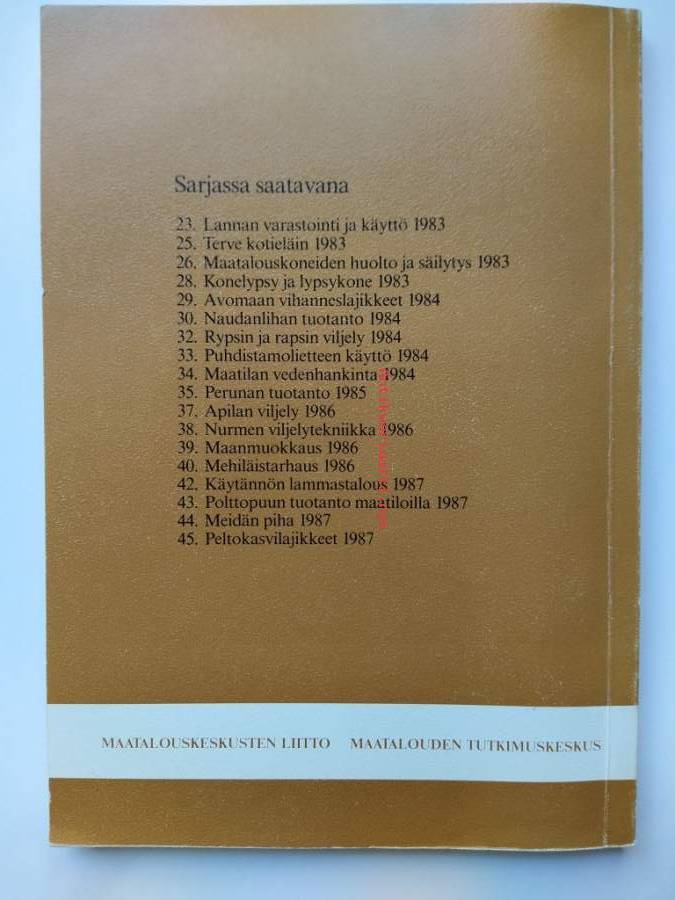 Sarjassa saatavana
23. Lannan varastointi ja käyttö 1983
25. Terve kotieläin 1983
26. Maatalouskoneiden huolto ja säilytys 1983
28. Konelypsy ja lypsykone 1983
29. Avomaan vihanneslajikkeet 1984
30. Naudanlihan tuotanto 1984
32. Rypsin ja rapsin viljely 1984
33. Puhdistamolietteen käyttö 1984
34. Maatilan vedenhankinta 1984
35. Perunan tuotanto 1985
37. Apilan viljely 1986
38. Nurmen viljelytekniikka 1986
39. Maanmuokkaus 1986
40. Mehiläistarhaus 1986
42. Käytännön lammastalous 1987
43. Polttopuun tuotanto maatiloilla 1987
44. Meidän piha 1987
45. Peltokasvilajikkeet 1987
MAATALOUSKESKUSTEN LIITTO MAATALOUDEN TUTKIMUSKESKUS